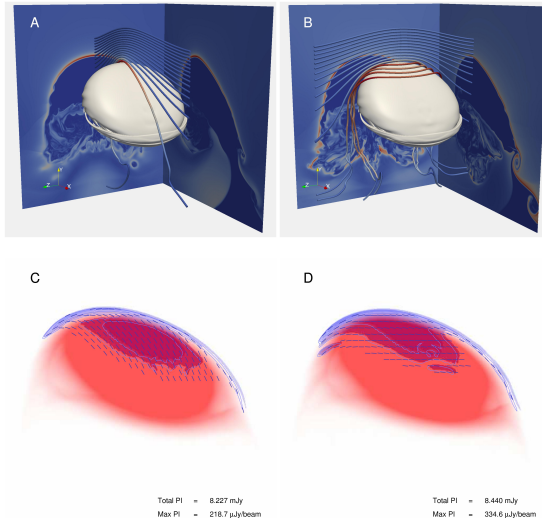 A
B
Z
Y
X
Z
Y
X
C
D
Total PI = 8.227 mJy
Max PI = 218.7 μJy/beam
Total PI = 8.440 mJy
Max PI = 334.6 μJy/beam